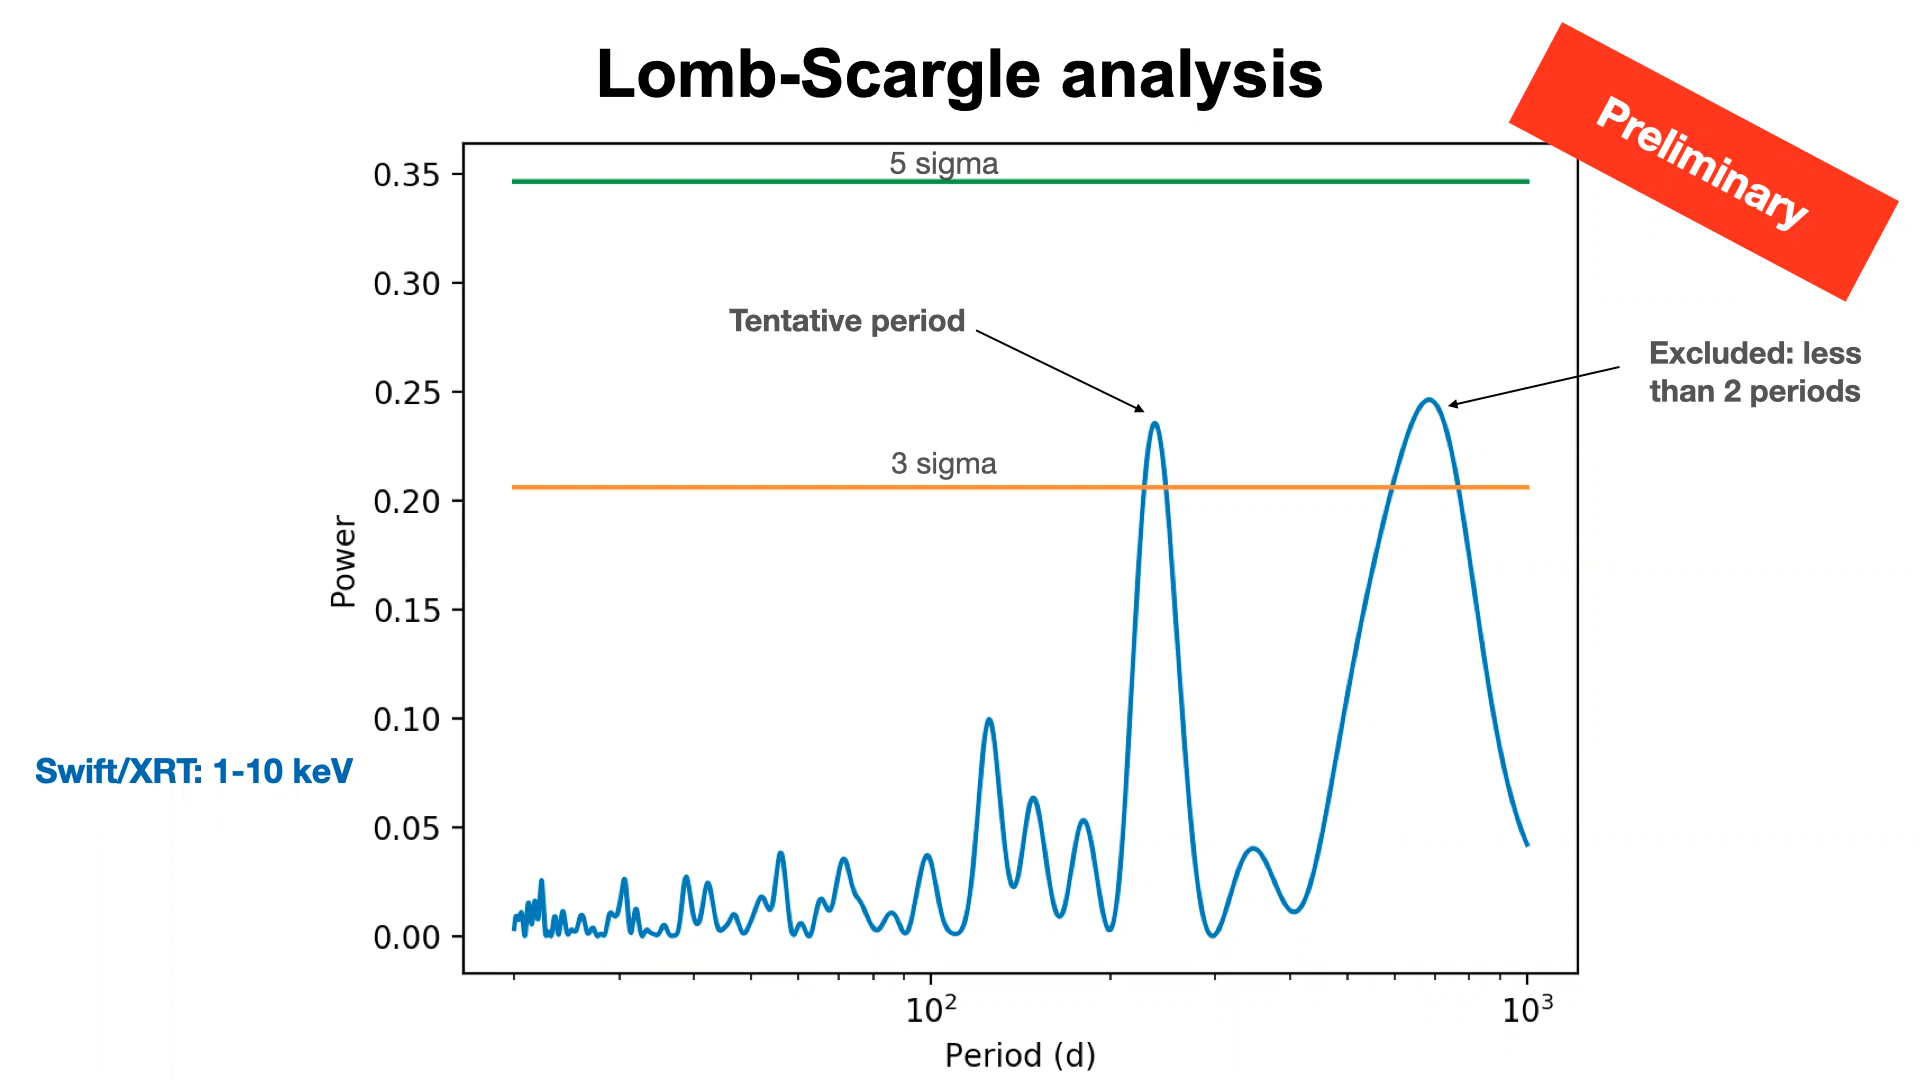 Lomb-Scargle analysis
Preliminary
5 sigma
0.35
0.30
Tentative period
Excluded: less
than 2 periods
0.25
3 sigma
0.20
Power
0.15
0.10
Swift/XRT: 1-10 keV
0.05
0.00
10²
10³
Period (d)